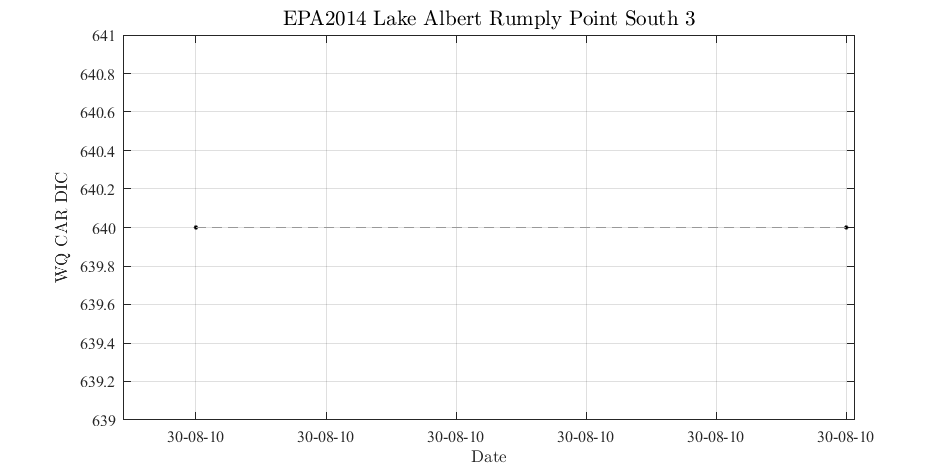 EPA2014 Lake Albert Rumply Point South 3
641
640.8
640.6
640.4
640.2
640
639.8
639.6
639.4
639.2
639
WQ CAR DIC
30-08-10 30-08-10 30-08-10 30-08-10 30-08-10 30-08-10
Date